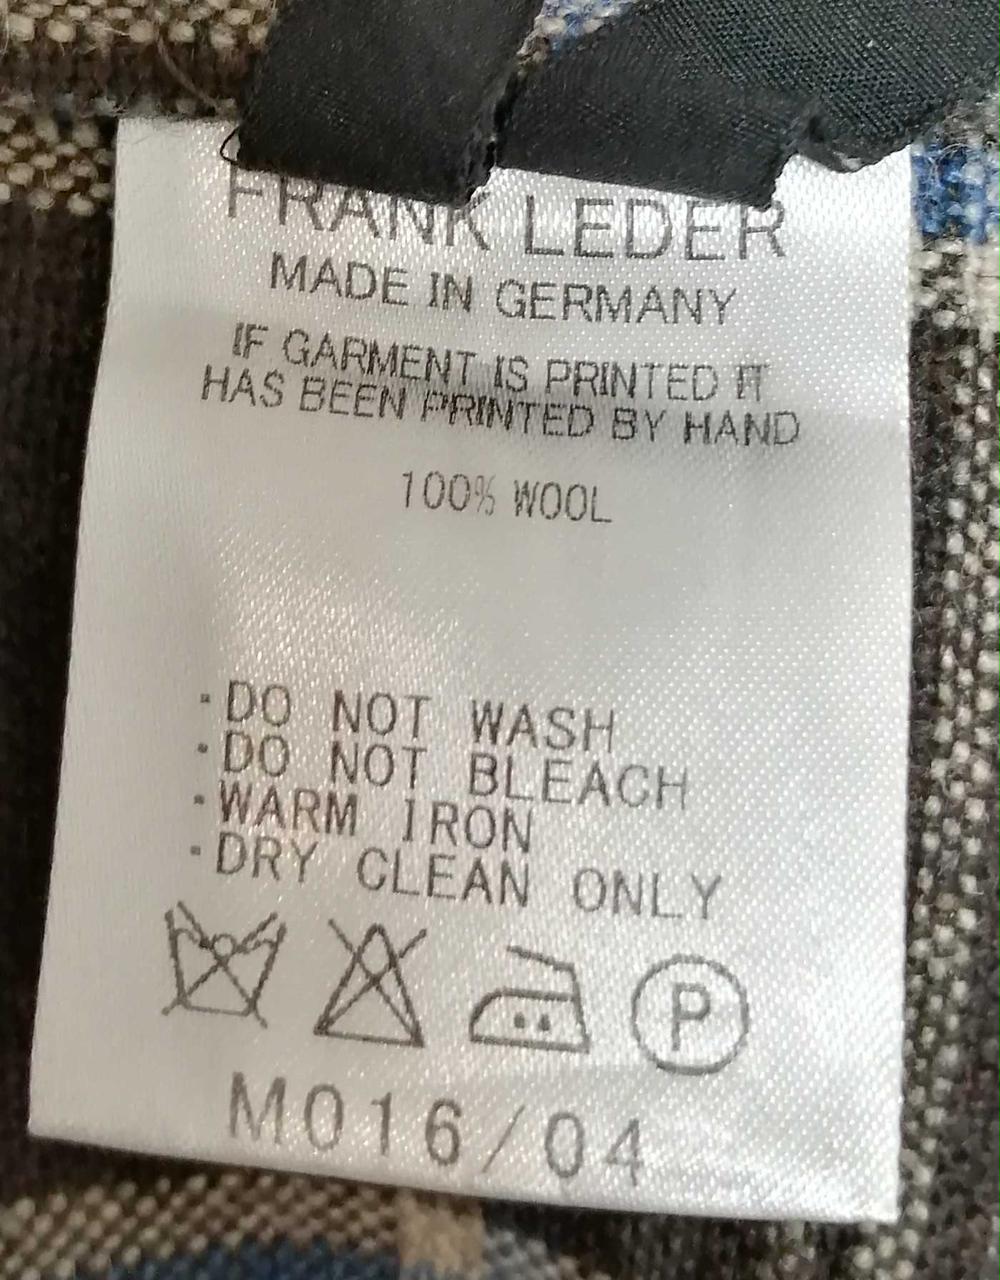 FRANK LEDER
MADE IN GERMANY
IF GARMENT IS PRINTED IT
HAS BEEN PRINTED BY HAND
100% WOOL
·DO NOT WASH
·DO NOT BLEACH
·WARM IRON
·DRY CLEAN ONLY
P
M016/04